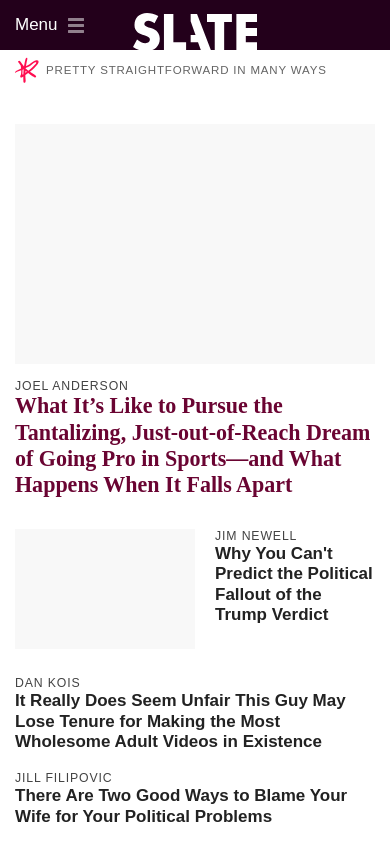 Menu
SLATE
PRETTY STRAIGHTFORWARD IN MANY WAYS
JOEL ANDERSON
What It’s Like to Pursue the
Tantalizing, Just-out-of-Reach Dream
of Going Pro in Sports—and What
Happens When It Falls Apart
JIM NEWELL
Why You Can't
Predict the Political
Fallout of the
Trump Verdict
DAN KOIS
It Really Does Seem Unfair This Guy May
Lose Tenure for Making the Most
Wholesome Adult Videos in Existence
JILL FILIPOVIC
There Are Two Good Ways to Blame Your
Wife for Your Political Problems